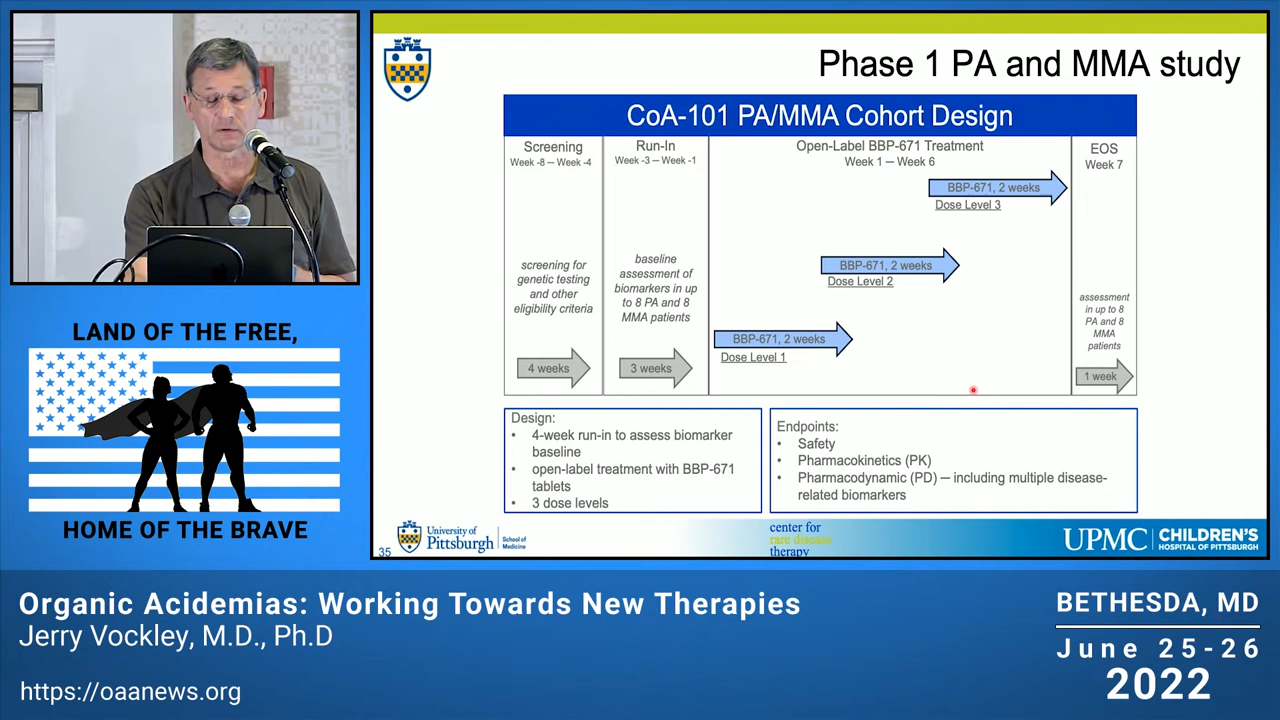 Phase 1 PA and MMA study
CoA-101 PA/MMA Cohort Design
Screening
Week -8 — Week -4
screening for
genetic testing
and other
eligibility criteria
4 weeks
Run-In
Week -3 — Week -1
baseline
assessment of
biomarkers in up
to 8 PA and 8
MMA patients
3 weeks
Open-Label BBP-671 Treatment
Week 1 — Week 6
BBP-671, 2 weeks
Dose Level 3
BBP-671, 2 weeks
Dose Level 2
BBP-671, 2 weeks
Dose Level 1
EOS
Week 7
assessment
in up to 8
PA and 8
MMA
patients
1 week
Design:
• 4-week run-in to assess biomarker
baseline
• open-label treatment with BBP-671
tablets
• 3 dose levels
Endpoints:
• Safety
• Pharmacokinetics (PK)
• Pharmacodynamic (PD) — including multiple disease-
related biomarkers
35
University of
Pittsburgh
School of
Medicine
center for
rare disease
therapy
UPMC
CHILDREN'S
HOSPITAL OF PITTSBURGH
LAND OF THE FREE,
HOME OF THE BRAVE
Organic Acidemias: Working Towards New Therapies
Jerry Vockley, M.D., Ph.D
https://oaanews.org
BETHESDA, MD
June 25-26
2022